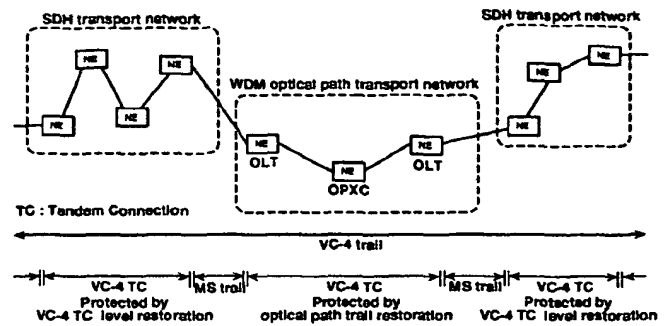 SDH transport network
SDH transport network
WDM optical path transport network
NE
NE
NE
NE
NE
NE
NE
NE
NE
NE
OLT
OPXC
OLT
TC : Tandem Connection
VC-4 trail
VC-4 TC
Protected by
VC-4 TC level restoration
MS trail
VC-4 TC
Protected by
optical path trail restoration
MS trail
VC-4 TC
Protected by
VC-4 TC level restoration